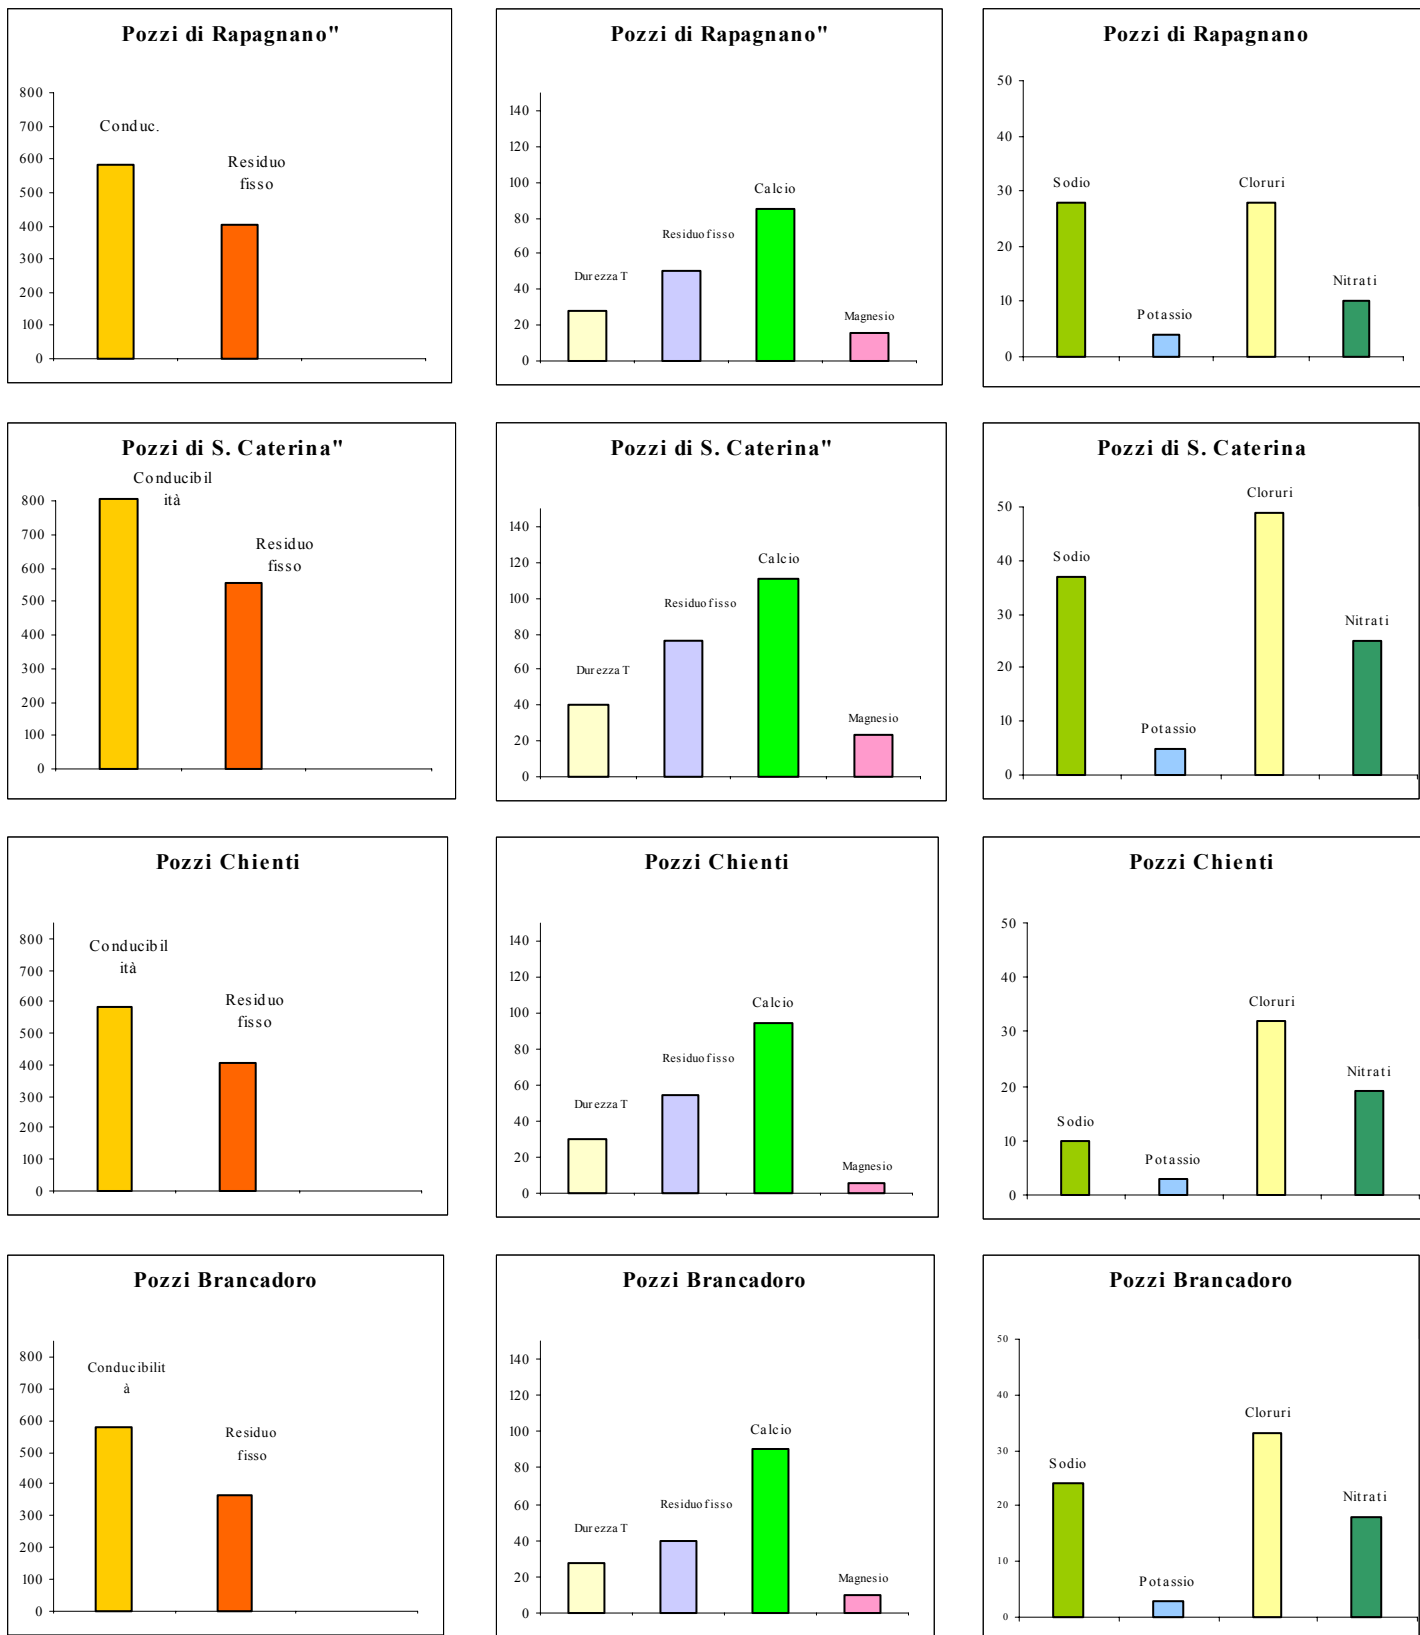 Pozzi di Rapagnano"
800
700
600
500
400
300
200
100
0
Conduc.
Residuo
fisso
Pozzi di Rapagnano"
140
120
100
80
60
40
20
0
Durezza T
Residuo fisso
Calcio
Magnesio
Pozzi di Rapagnano
50
40
30
20
10
0
Sodio
Potassio
Cloruri
Nitrati
Pozzi di S. Caterina"
800
700
600
500
400
300
200
100
0
Conducibil
ità
Residuo
fisso
Pozzi di S. Caterina"
140
120
100
80
60
40
20
0
Durezza T
Residuo fisso
Calcio
Magnesio
Pozzi di S. Caterina
50
40
30
20
10
0
Sodio
Potassio
Cloruri
Nitrati
Pozzi Chienti
800
700
600
500
400
300
200
100
0
Conducibil
ità
Residuo
fisso
Pozzi Chienti
140
120
100
80
60
40
20
0
Durezza T
Residuo fisso
Calcio
Magnesio
Pozzi Chienti
50
40
30
20
10
0
Sodio
Potassio
Cloruri
Nitrati
Pozzi Brancadoro
800
700
600
500
400
300
200
100
0
Conducibilit
à
Residuo
fisso
Pozzi Brancadoro
140
120
100
80
60
40
20
0
Durezza T
Residuo fisso
Calcio
Magnesio
Pozzi Brancadoro
50
40
30
20
10
0
Sodio
Potassio
Cloruri
Nitrati